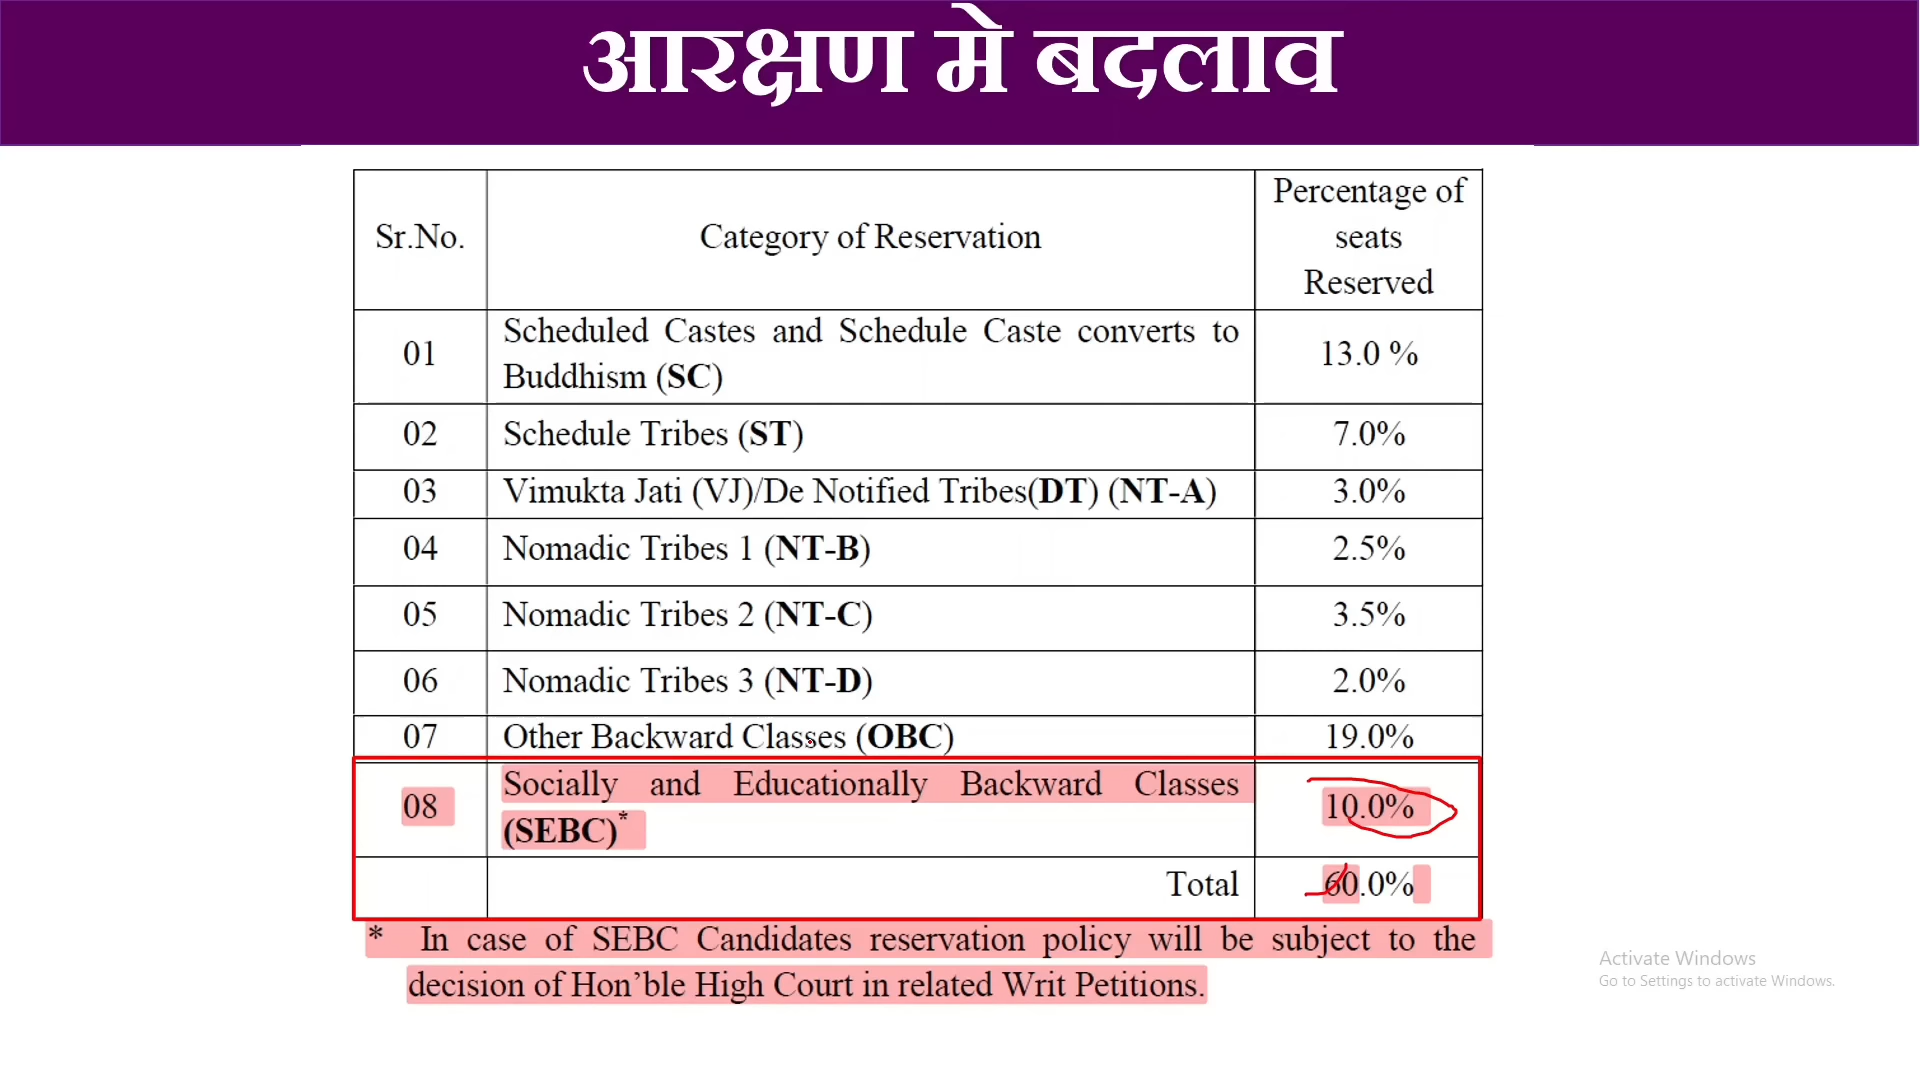 आरक्षण मे बदलाव
Sr.No.
Category of Reservation
Percentage of
seats
Reserved
01
Scheduled Castes and Schedule Caste converts to
Buddhism (SC)
13.0 %
02
Schedule Tribes (ST)
7.0%
03
Vimukta Jati (VJ)/De Notified Tribes(DT) (NT-A)
3.0%
04
Nomadic Tribes 1 (NT-B)
2.5%
05
Nomadic Tribes 2 (NT-C)
3.5%
06
Nomadic Tribes 3 (NT-D)
2.0%
07
Other Backward Classes (OBC)
19.0%
08
Socially and Educationally Backward Classes
(SEBC)*
10.0%
Total
60.0%
* In case of SEBC Candidates reservation policy will be subject to the
decision of Hon’ble High Court in related Writ Petitions.
Activate Windows
Go to Settings to activate Windows.